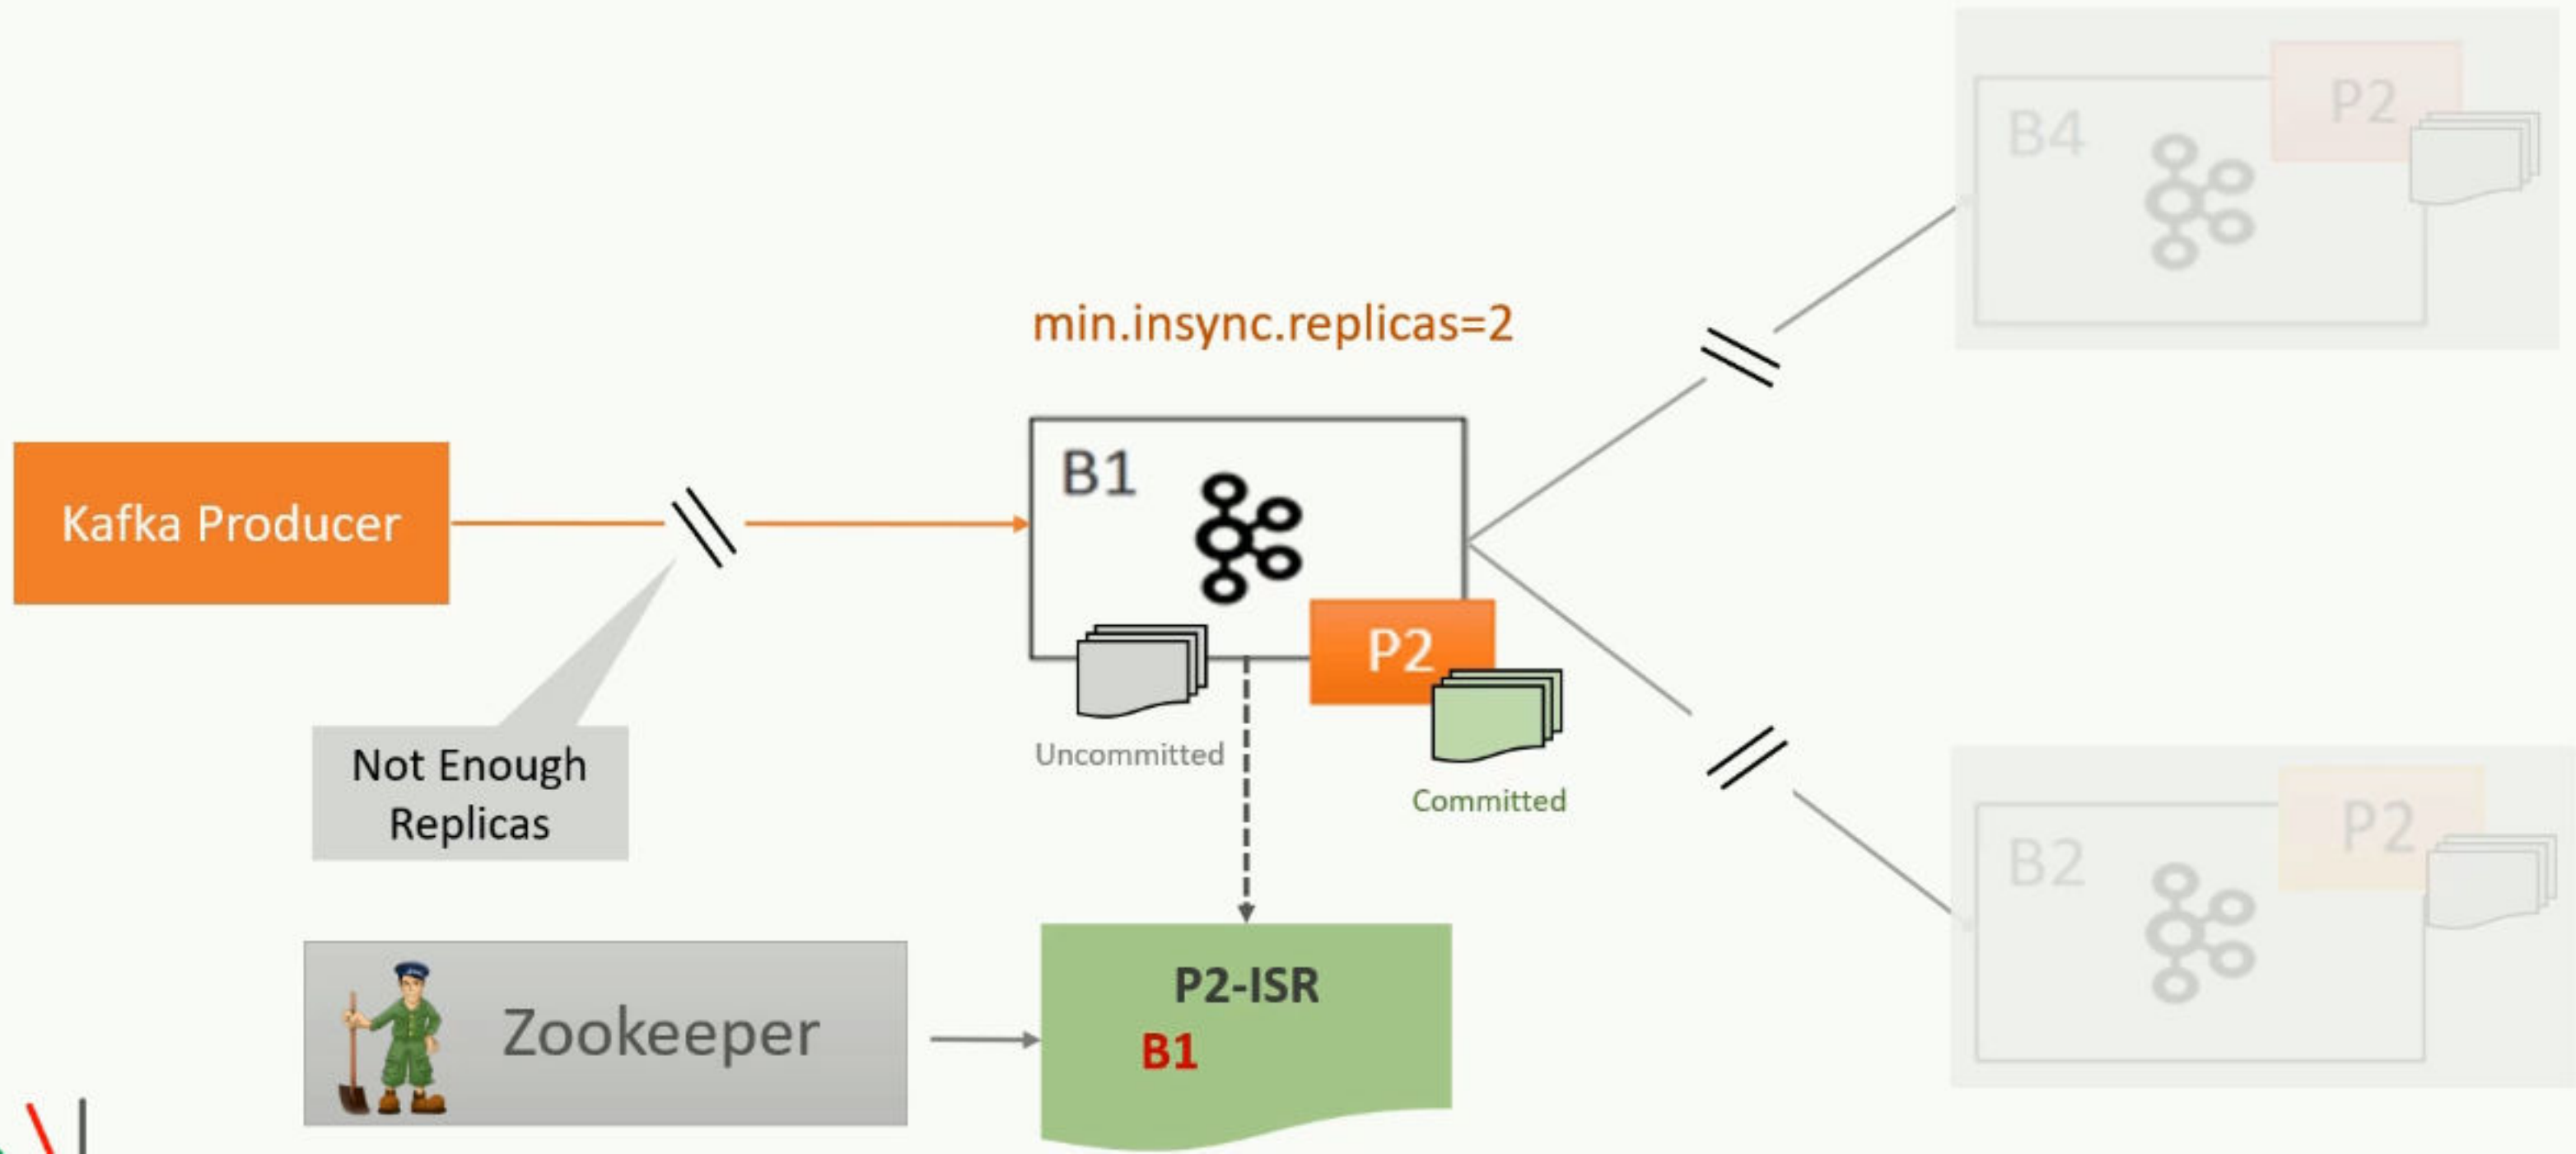 B4
P2
min.insync.replicas=2
B1
Kafka Producer
P2
Not Enough
Replicas
Uncommitted
Committed
B2
P2
Zookeeper
P2-ISR
B1